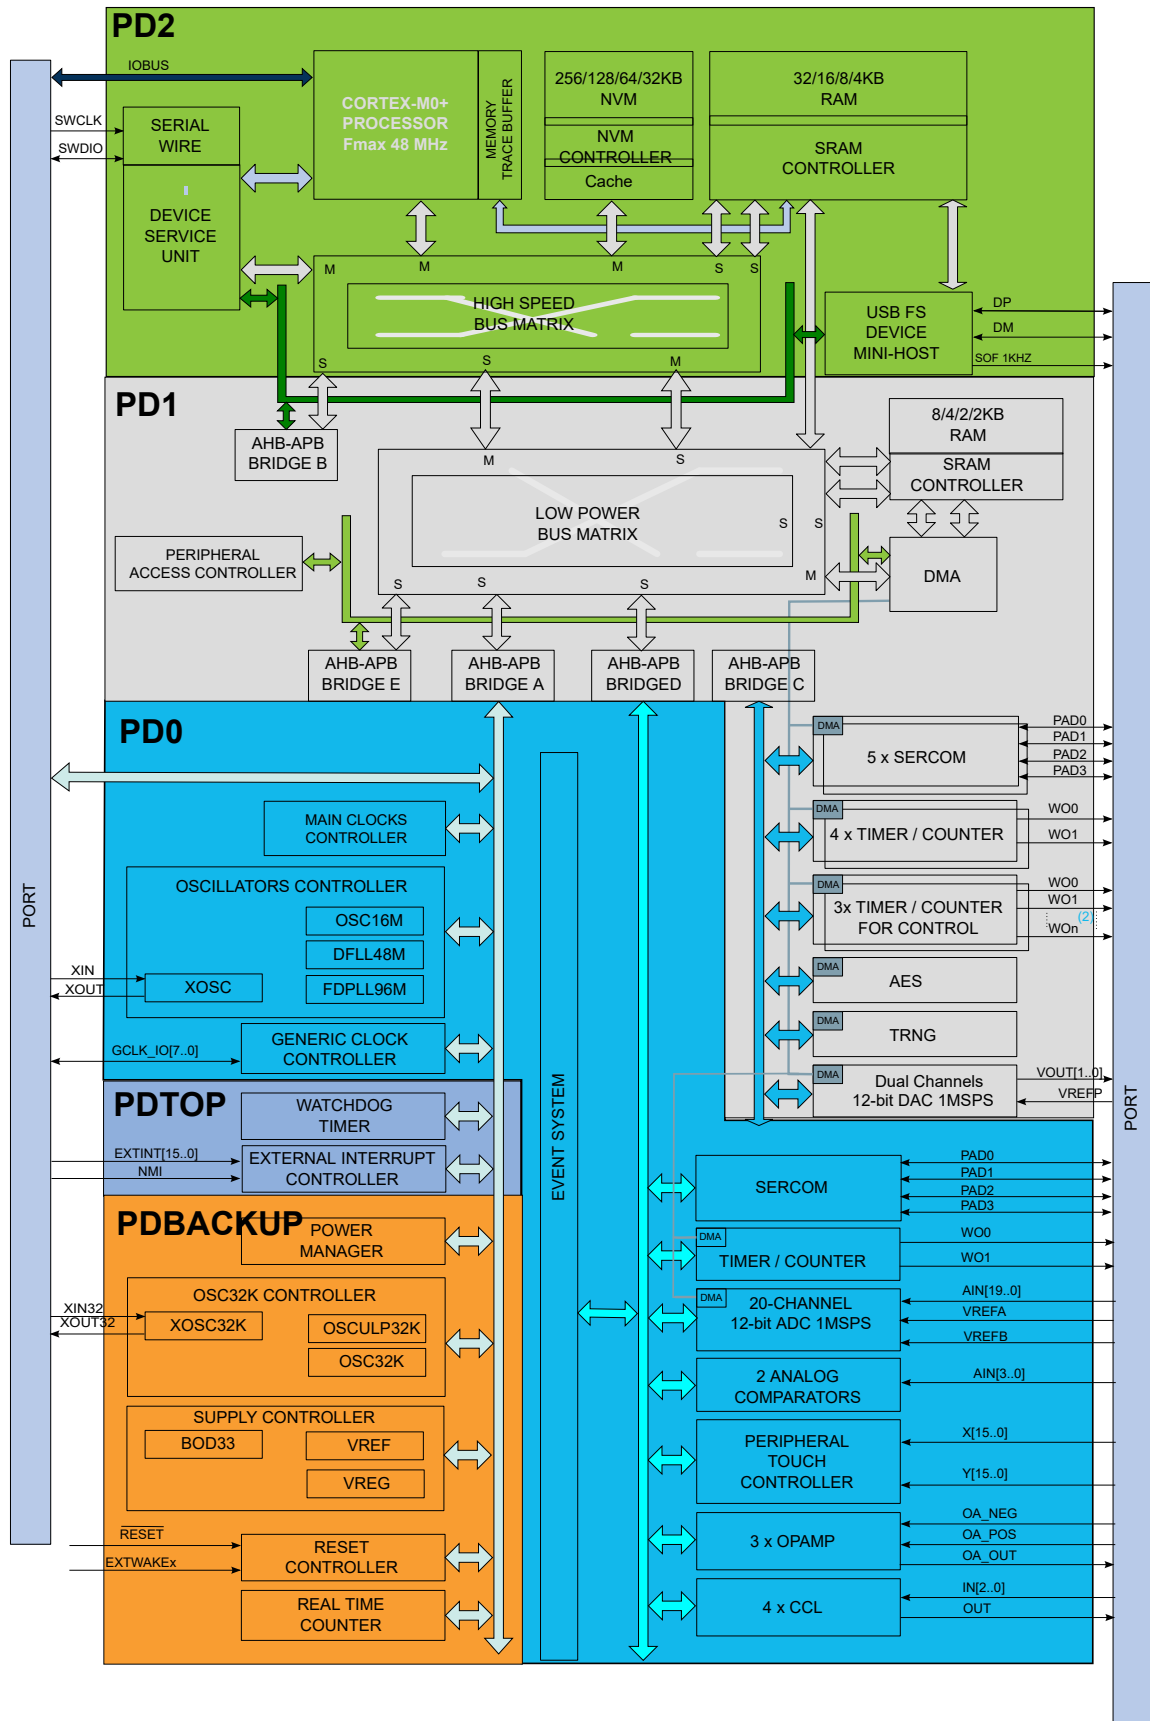 PD2
IOBUS
SWCLK
SWDIO
SERIAL
WIRE
DEVICE
SERVICE
UNIT
CORTEX-M0+
PROCESSOR
Fmax 48 MHz
MEMORY
TRACE BUFFER
256/128/64/32KB
NVM
NVM
CONTROLLER
Cache
32/16/8/4KB
RAM
SRAM
CONTROLLER
M
M
M
S
S
HIGH SPEED
BUS MATRIX
S
S
M
USB FS
DEVICE
MINI-HOST
DP
DM
SOF 1KHZ
PD1
AHB-APB
BRIDGE B
8/4/2/2KB
RAM
SRAM
CONTROLLER
M
S
LOW POWER
BUS MATRIX
S
S
M
S
S
S
PERIPHERAL
ACCESS CONTROLLER
DMA
AHB-APB
BRIDGE E
AHB-APB
BRIDGE A
AHB-APB
BRIDGED
AHB-APB
BRIDGE C
PD0
DMA
5 x SERCOM
PAD0
PAD1
PAD2
PAD3
MAIN CLOCKS
CONTROLLER
DMA
4 x TIMER / COUNTER
WO0
WO1
OSCILLATORS CONTROLLER
OSC16M
DFLL48M
FDPLL96M
XOSC
XIN
XOUT
PORT
DMA
3x TIMER / COUNTER
FOR CONTROL
WO0
WO1
(2)
WOn
DMA
AES
DMA
TRNG
GCLK_IO[7..0]
GENERIC CLOCK
CONTROLLER
DMA
Dual Channels
12-bit DAC 1MSPS
VOUT[1..0]
VREFP
PORT
PDTOP
WATCHDOG
TIMER
EXTINT[15..0]
NMI
EXTERNAL INTERRUPT
CONTROLLER
EVENT SYSTEM
SERCOM
PAD0
PAD1
PAD2
PAD3
PDBACKUP
POWER
MANAGER
DMA
TIMER / COUNTER
WO0
WO1
OSC32K CONTROLLER
XIN32
XOUT32
XOSC32K
OSCULP32K
OSC32K
DMA
20-CHANNEL
12-bit ADC 1MSPS
AIN[19..0]
VREFA
VREFB
2 ANALOG
COMPARATORS
AIN[3..0]
SUPPLY CONTROLLER
BOD33
VREF
VREG
PERIPHERAL
TOUCH
CONTROLLER
X[15..0]
Y[15..0]
RESET
EXTWAKEx
RESET
CONTROLLER
3 x OPAMP
OA_NEG
OA_POS
OA_OUT
REAL TIME
COUNTER
4 x CCL
IN[2..0]
OUT